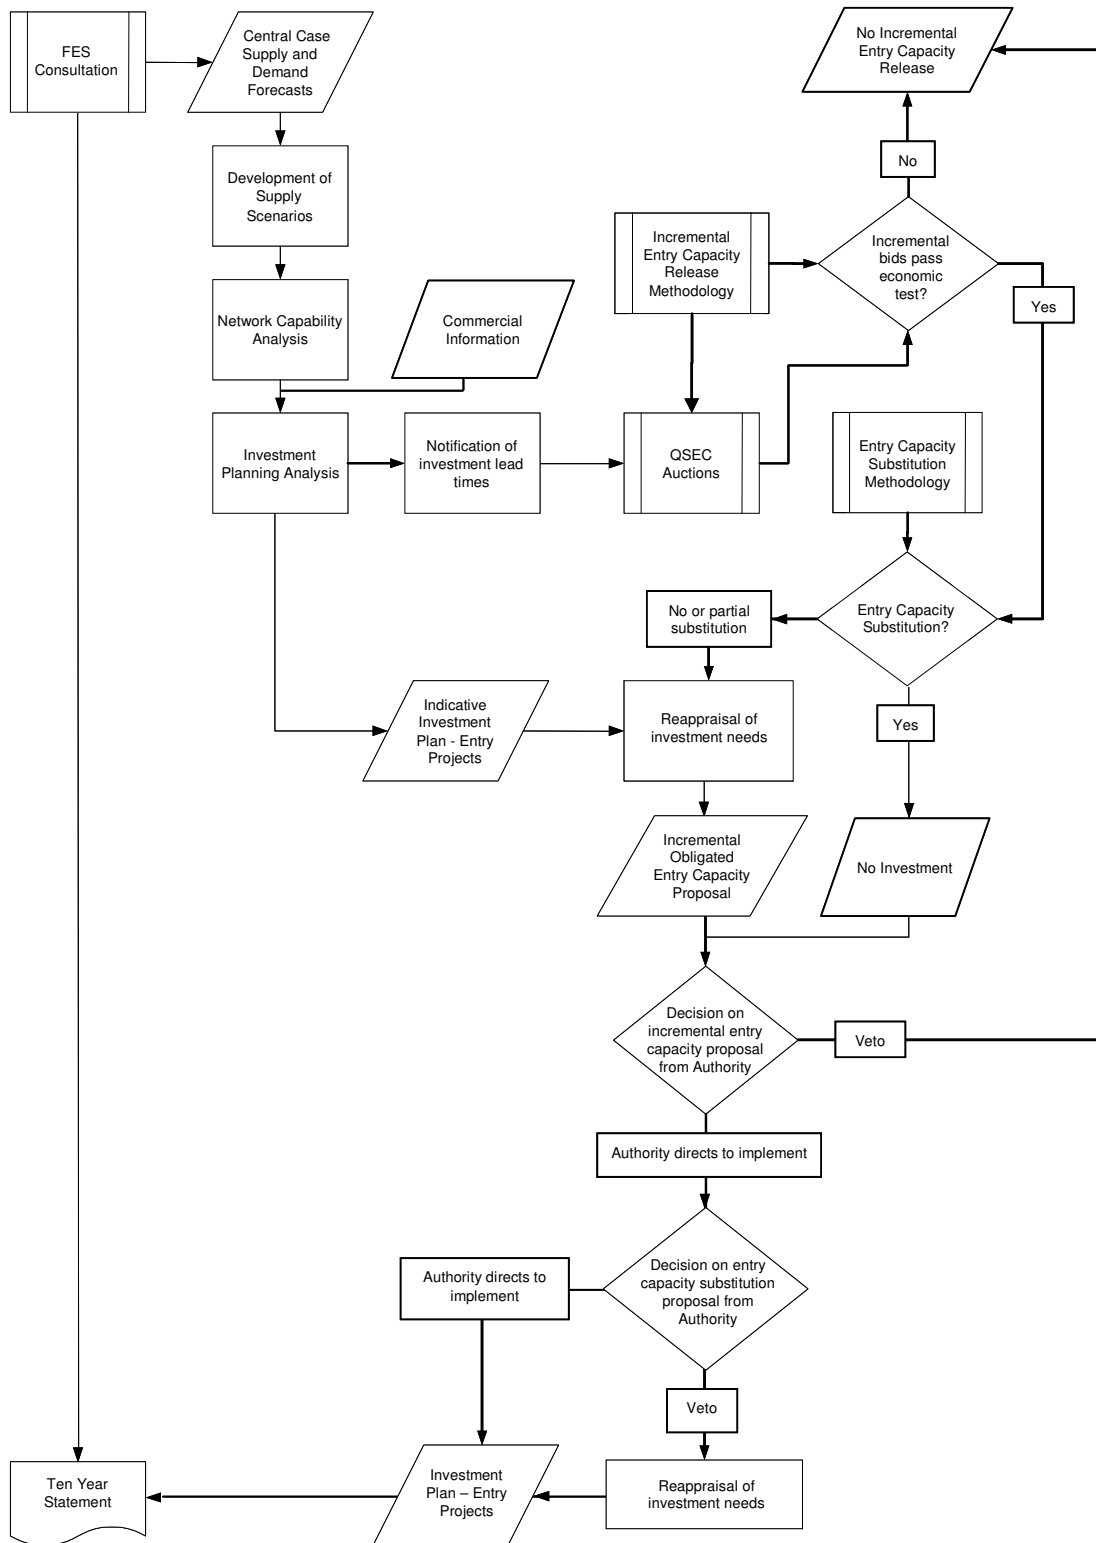 FES
Consultation
Central Case
Supply and
Demand
Forecasts
No Incremental
Entry Capacity
Release
No
Development of
Supply
Scenarios
Incremental
Entry Capacity
Release
Methodology
Incremental
bids pass
economic
test?
Yes
Network Capability
Analysis
Commercial
Information
Investment
Planning Analysis
Notification of
investment lead
times
QSEC
Auctions
Entry Capacity
Substitution
Methodology
No or partial
substitution
Entry Capacity
Substitution?
Indicative
Investment
Plan - Entry
Projects
Reappraisal of
investment needs
Yes
Incremental
Obligated
Entry Capacity
Proposal
No Investment
Decision on
incremental entry
capacity proposal
from Authority
Veto
Authority directs to implement
Authority directs to
implement
Decision on entry
capacity substitution
proposal from
Authority
Veto
Ten Year
Statement
Investment
Plan – Entry
Projects
Reappraisal of
investment needs